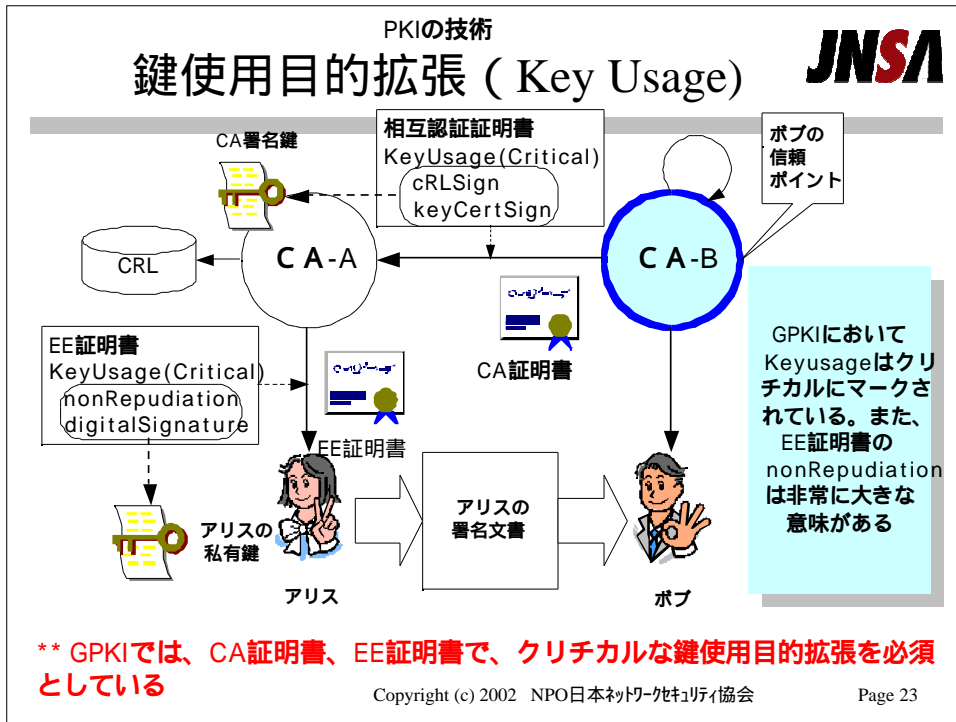 PKIの技術
鍵使用目的拡張 ( Key Usage)
JNSA
CA署名鍵
相互認証証明書
KeyUsage(Critical)
cRLSign
keyCertSign
ボブの
信頼
ポイント
CRL
CA-A
CA-B
CA証明書
EE証明書
KeyUsage(Critical)
nonRepudiation
digitalSignature
EE証明書
GPKIにおいて
Keyusageはクリ
チカルにマークさ
れている。また、
EE証明書の
nonRepudiation
は非常に大きな
意味がある
アリスの
私有鍵
アリスの
署名文書
アリス
ボブ
** GPKIでは、CA証明書、EE証明書で、クリチカルな鍵使用目的拡張を必須
としている
Copyright (c) 2002 NPO日本ネットワークセキュリティ協会
Page 23